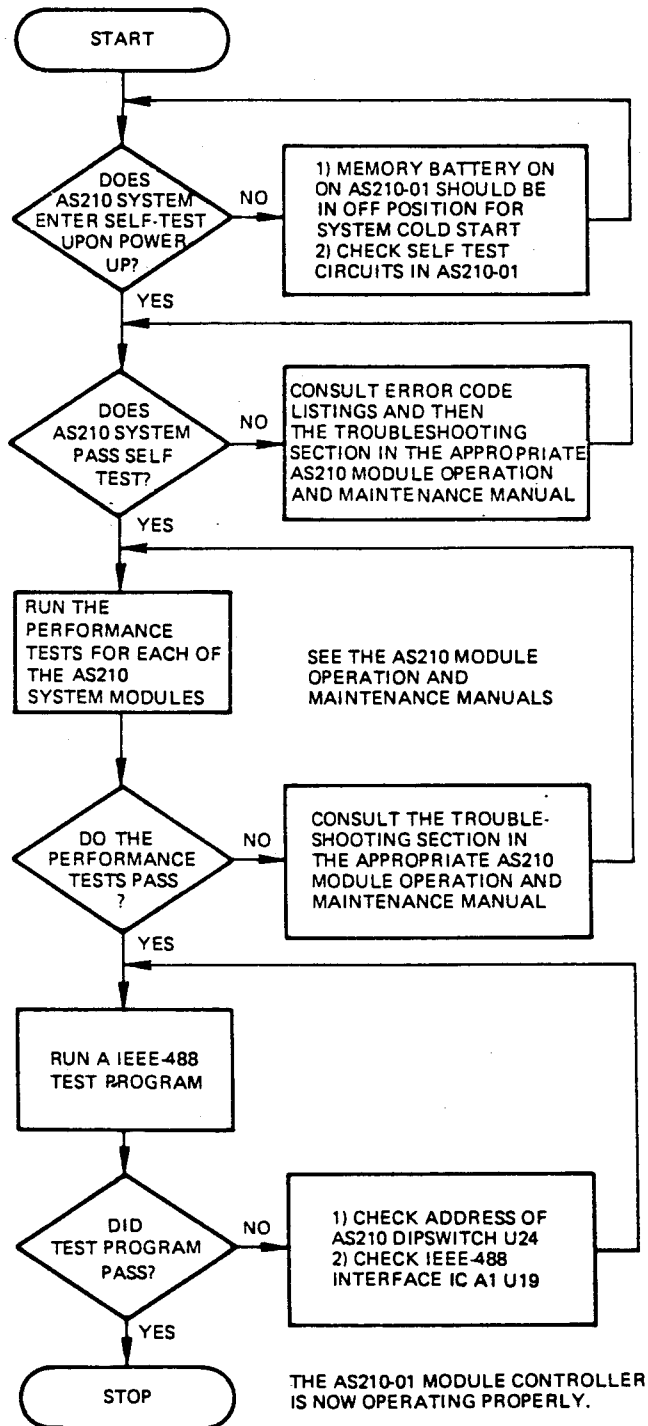 START
DOES
AS210 SYSTEM
ENTER SELF-TEST
UPON POWER
UP?
NO
1) MEMORY BATTERY ON
ON AS210-01 SHOULD BE
IN OFF POSITION FOR
SYSTEM COLD START
2) CHECK SELF TEST
CIRCUITS IN AS210-01
YES
DOES
AS210 SYSTEM
PASS SELF
TEST?
NO
CONSULT ERROR CODE
LISTINGS AND THEN
THE TROUBLESHOOTING
SECTION IN THE APPROPRIATE
AS210 MODULE OPERATION
AND MAINTENANCE MANUAL
YES
RUN THE
PERFORMANCE
TESTS FOR EACH OF
THE AS210
SYSTEM MODULES
SEE THE AS210 MODULE
OPERATION AND
MAINTENANCE MANUALS
DO THE
PERFORMANCE
TESTS PASS
?
NO
CONSULT THE TROUBLE-
SHOOTING SECTION IN
THE APPROPRIATE AS210
MODULE OPERATION AND
MAINTENANCE MANUAL
YES
RUN A IEEE-488
TEST PROGRAM
DID
TEST PROGRAM
PASS?
NO
1) CHECK ADDRESS OF
AS210 DIPSWITCH U24
2) CHECK IEEE-488
INTERFACE IC A1 U19
YES
STOP
THE AS210-01 MODULE CONTROLLER
IS NOW OPERATING PROPERLY.